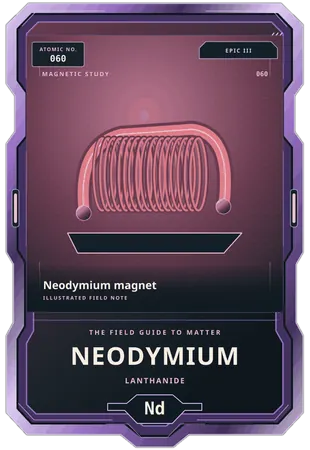 ATOMIC NO.
060
EPIC III
MAGNETIC STUDY
060
Neodymium magnet
ILLUSTRATED FIELD NOTE
THE FIELD GUIDE TO MATTER
NEODYMIUM
LANTHANIDE
Nd